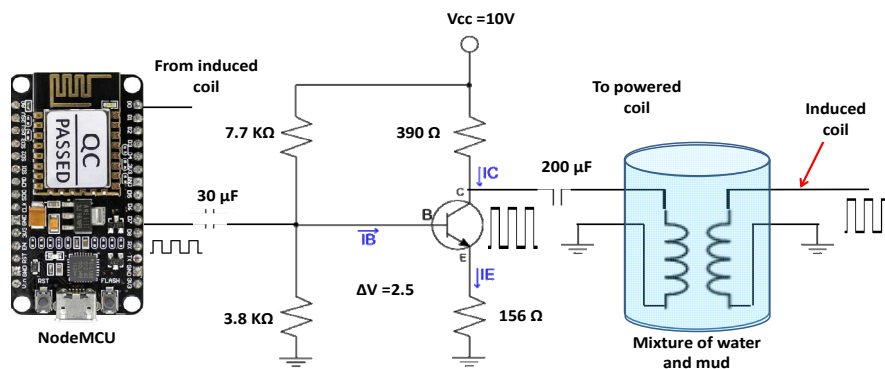 Vcc =10V
From induced
coil
To powered
coil
Induced
coil
7.7 KΩ
390 Ω
IC
200 µF
QC
PASSED
30 µF
C
B
IB
E
IE
ΔV =2.5
3.8 KΩ
156 Ω
RST
FLASH
NodeMCU
Mixture of water
and mud